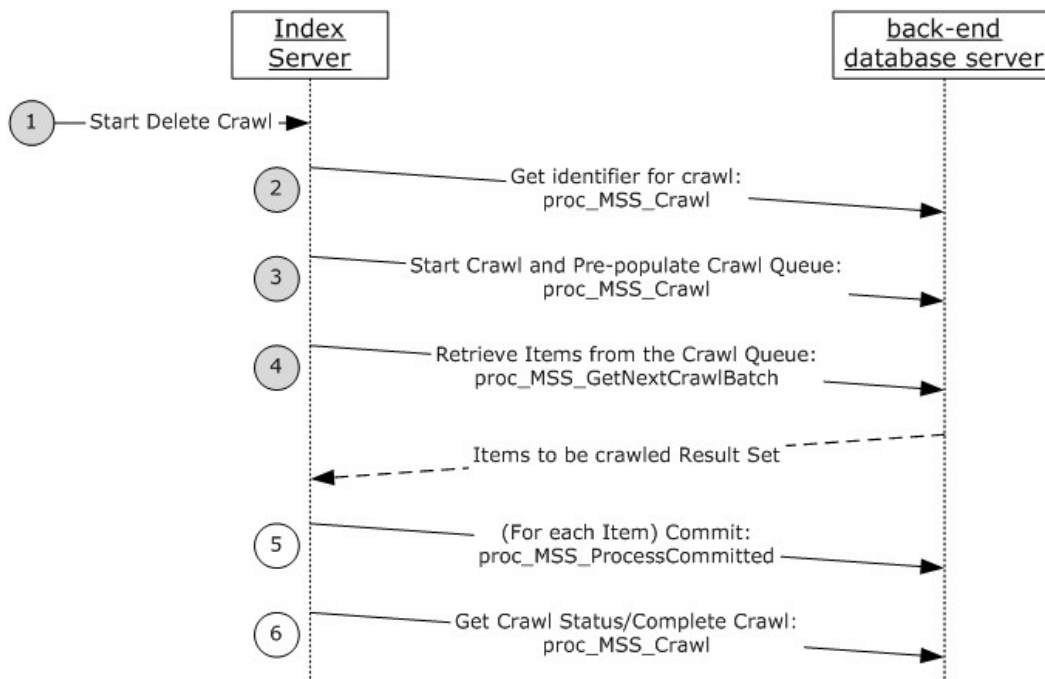 Index
Server
back-end
database server
1
Start Delete Crawl
2
Get identifier for crawl:
proc_MSS_Crawl
3
Start Crawl and Pre-populate Crawl Queue:
proc_MSS_Crawl
4
Retrieve Items from the Crawl Queue:
proc_MSS_GetNextCrawlBatch
Items to be crawled Result Set
5
(For each Item) Commit:
proc_MSS_ProcessCommitted
6
Get Crawl Status/Complete Crawl:
proc_MSS_Crawl